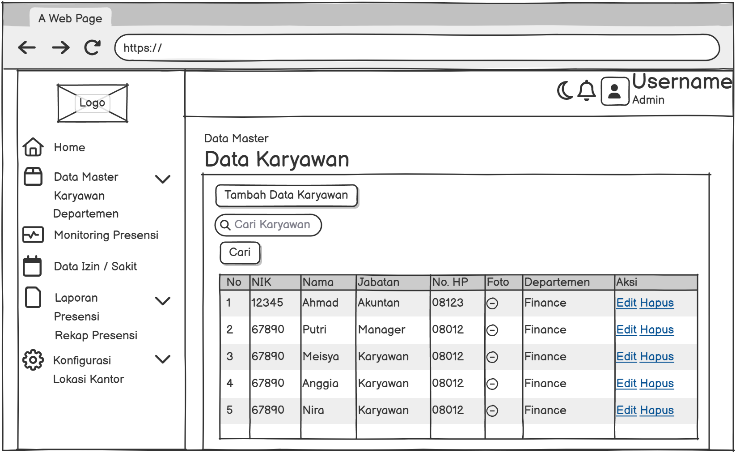 A Web Page
https://
Logo
Username
Admin
Home
Data Master
Karyawan
Departemen
Monitoring Presensi
Data Izin / Sakit
Laporan
Presensi
Rekap Presensi
Konfigurasi
Lokasi Kantor
Data Master
Data Karyawan
Tambah Data Karyawan
Cari Karyawan
Cari
No NIK Nama Jabatan No. HP Foto Departemen Aksi
1 12345 Ahmad Akuntan 08123 Finance Edit Hapus
2 67890 Putri Manager 08012 Finance Edit Hapus
3 67890 Meisya Karyawan 08012 Finance Edit Hapus
4 67890 Anggia Karyawan 08012 Finance Edit Hapus
5 67890 Nira Karyawan 08012 Finance Edit Hapus